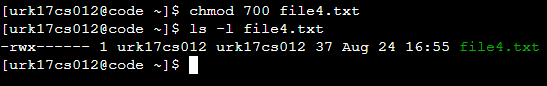 [urk17cs012@code ~]$ chmod 700 file4.txt
[urk17cs012@code ~]$ ls -l file4.txt
-rwx------ 1 urk17cs012 urk17cs012 37 Aug 24 16:55 file4.txt
[urk17cs012@code ~]$